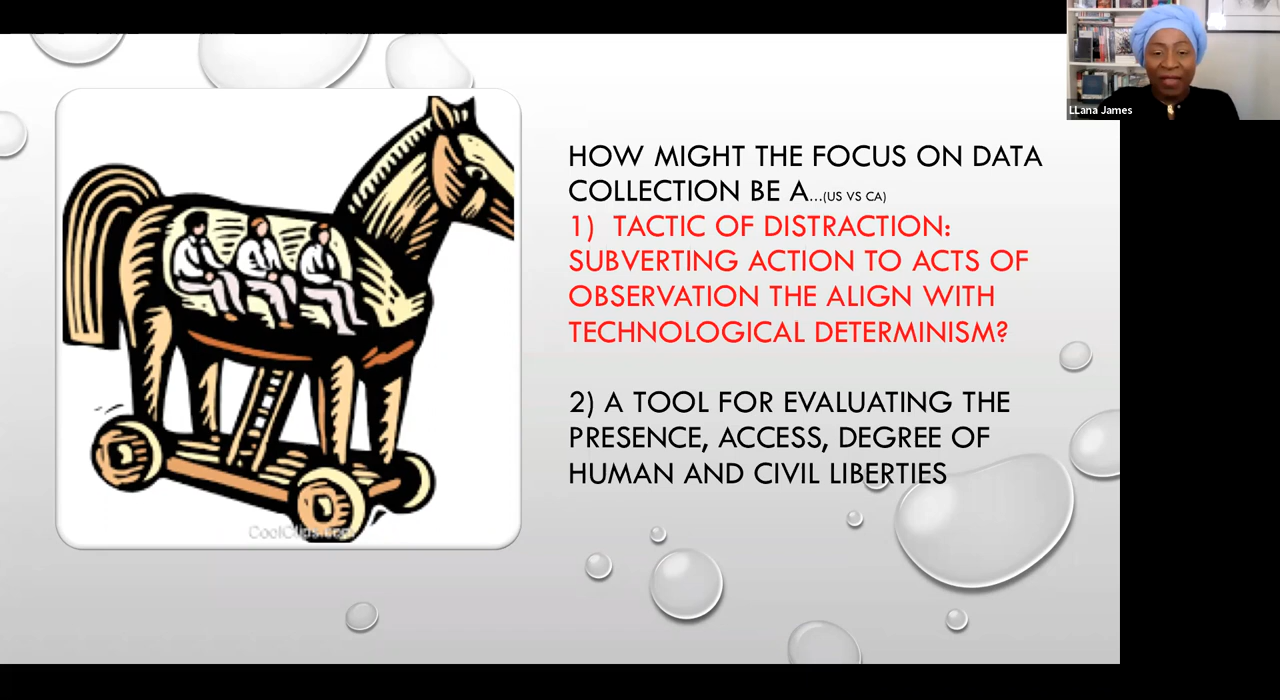 LLana James
HOW MIGHT THE FOCUS ON DATA
COLLECTION BE A...(US VS CA)
1) TACTIC OF DISTRACTION:
SUBVERTING ACTION TO ACTS OF
OBSERVATION THE ALIGN WITH
TECHNOLOGICAL DETERMINISM?
2) A TOOL FOR EVALUATING THE
PRESENCE, ACCESS, DEGREE OF
HUMAN AND CIVIL LIBERTIES